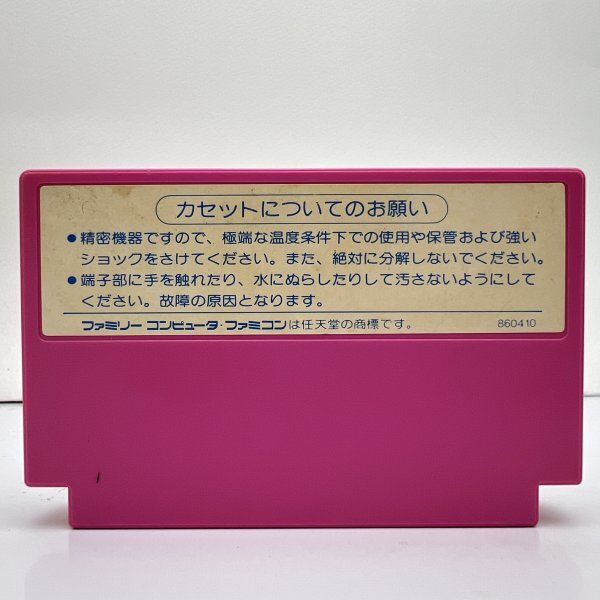 カセットについてのお願い
●精密機器ですので、極端な温度条件下での使用や保管および強い
ショックをさけてください。また、絶対に分解しないでください。
●端子部に手を触れたり、水にぬらしたりして汚さないようにして
ください。故障の原因となります。
ファミリー コンピュータ・ファミコンは任天堂の商標です。 860410